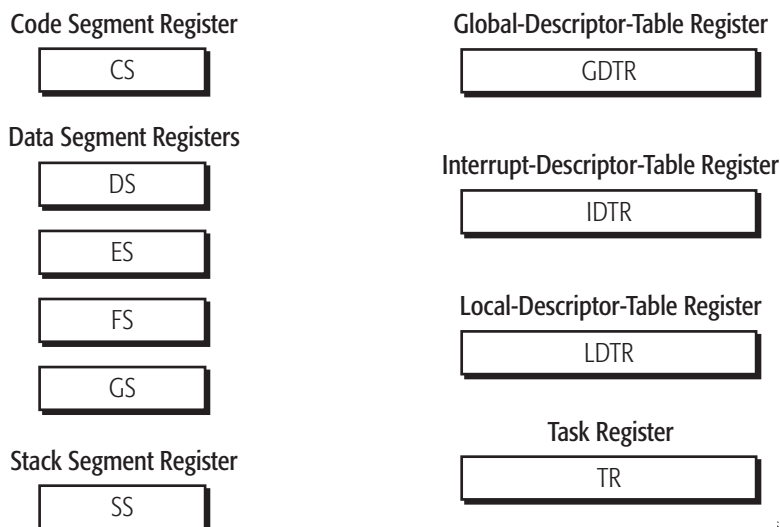 Code Segment Register
CS
Data Segment Registers
DS
ES
FS
GS
Stack Segment Register
SS
Global-Descriptor-Table Register
GDTR
Interrupt-Descriptor-Table Register
IDTR
Local-Descriptor-Table Register
LDTR
Task Register
TR